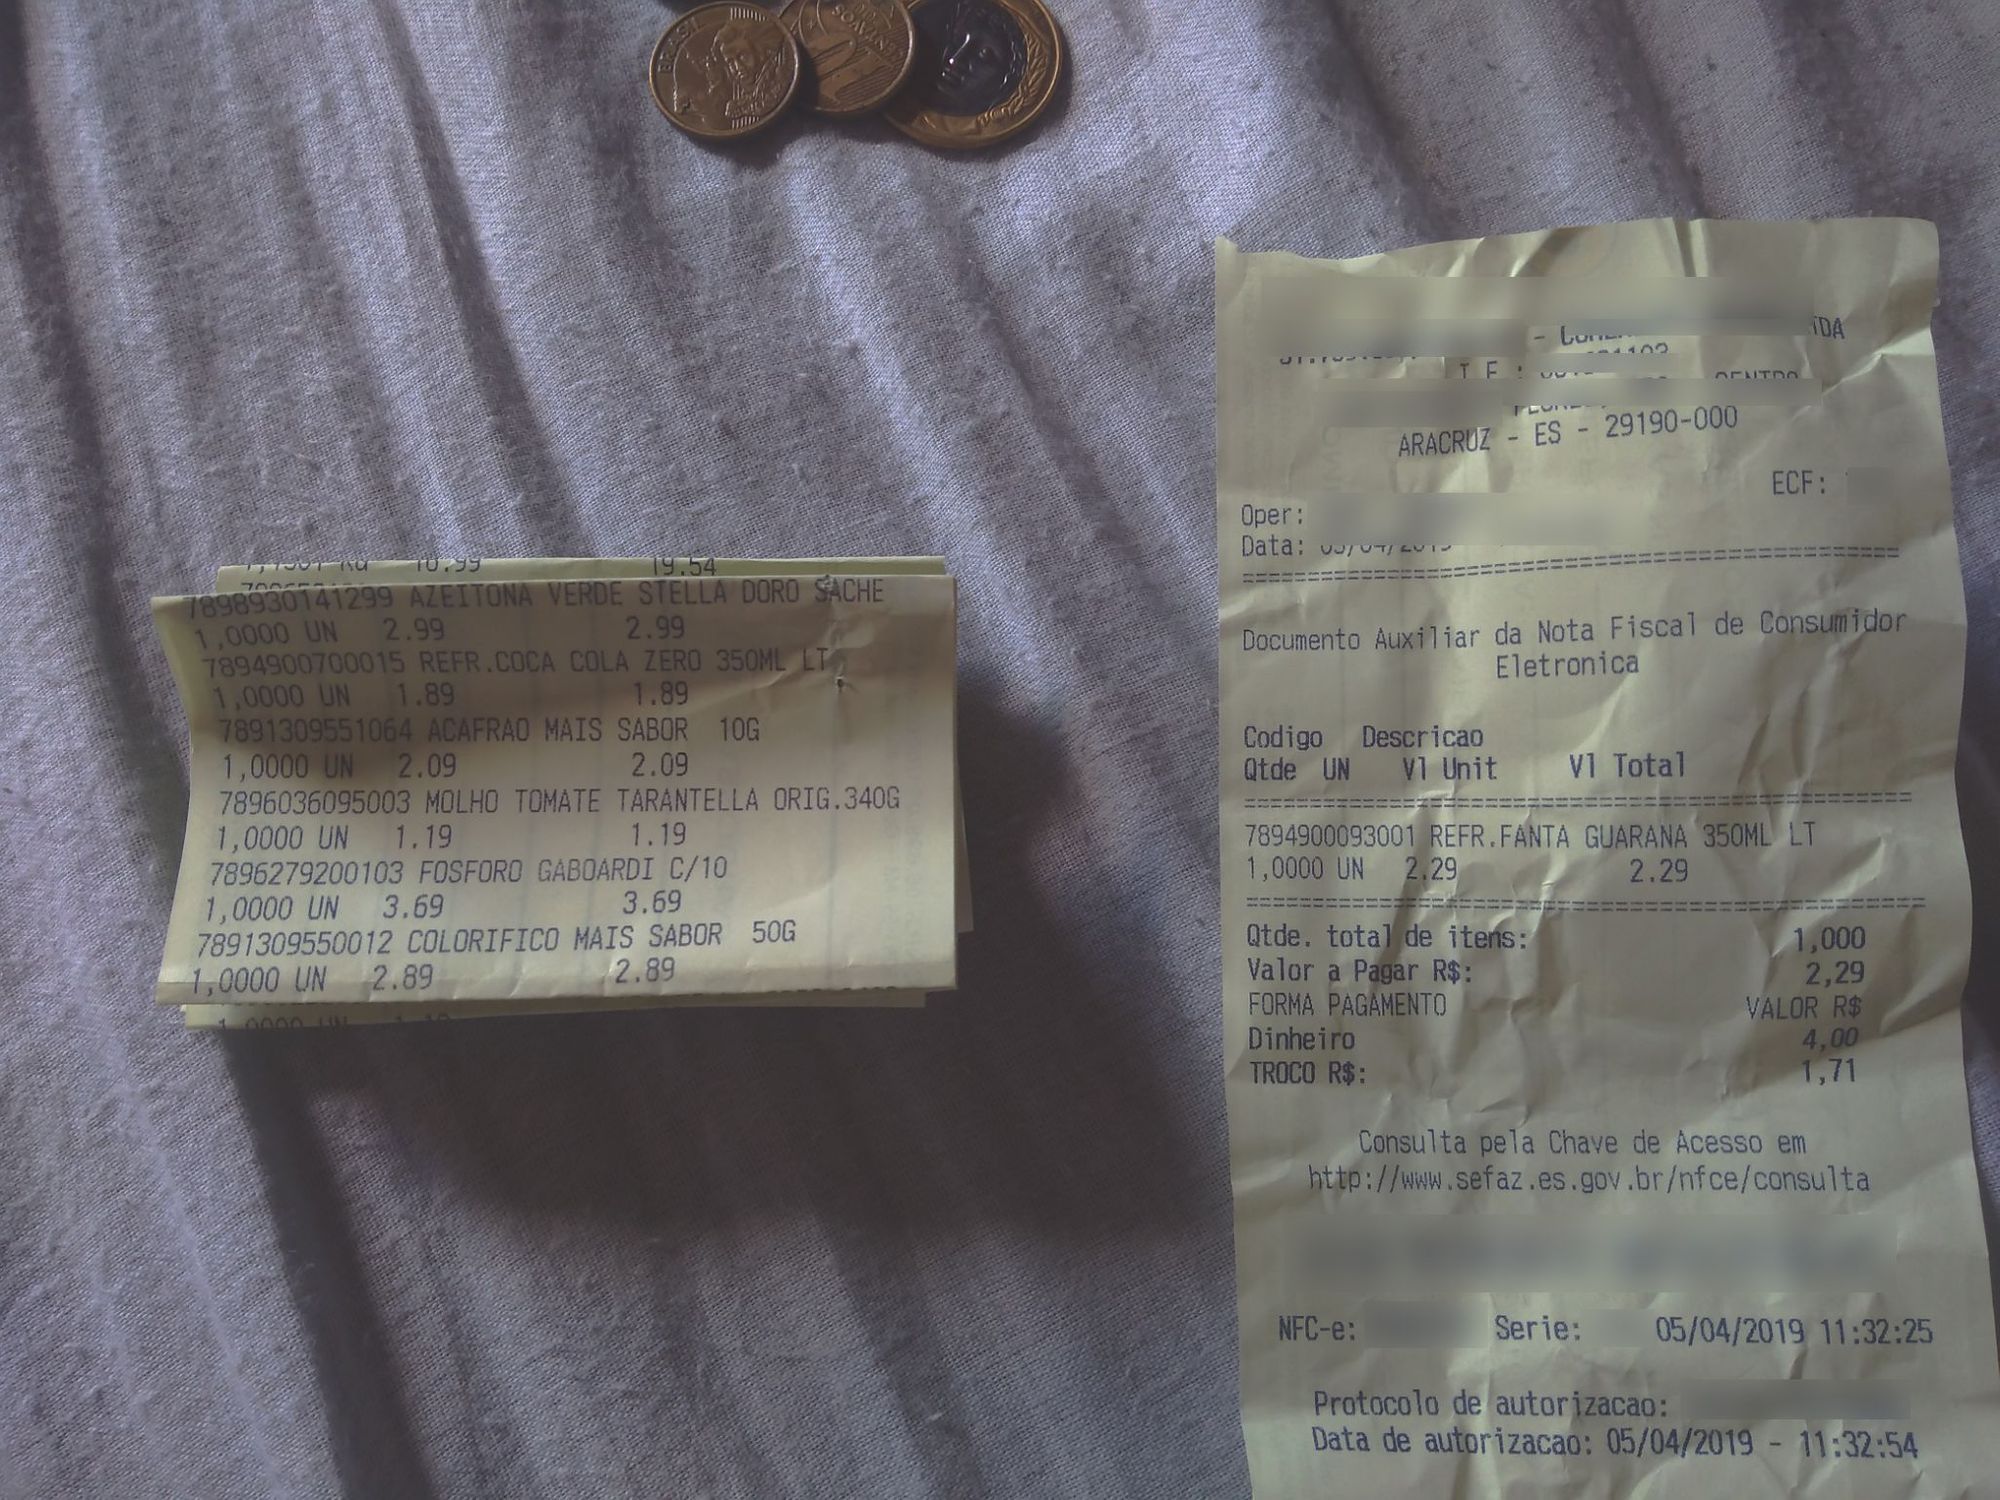 BRASIL
CENTAVOS
19.54
7898930141299 AZEITONA VERDE STELLA DORO SACHE
1,0000 UN 2.99 2.99
7894900700015 REFR.COCA COLA ZERO 350ML LT
1,0000 UN 1.89 1.89
7891309551064 ACAFRAO MAIS SABOR 10G
1,0000 UN 2.09 2.09
7896036095003 MOLHO TOMATE TARANTELLA ORIG.340G
1,0000 UN 1.19 1.19
7896279200103 FOSFORO GABOARDI C/10
1,0000 UN 3.69 3.69
7891309550012 COLORIFICO MAIS SABOR 50G
1,0000 UN 2.89 2.89
ARACRUZ - ES - 29190-000
ECF:
Oper:
Data: 05/04/2019
Documento Auxiliar da Nota Fiscal de Consumidor
Eletronica
Codigo Descricao
Qtde UN Vl Unit Vl Total
7894900093001 REFR.FANTA GUARANA 350ML LT
1,0000 UN 2.29 2.29
Qtde. total de itens: 1,000
Valor a Pagar R$: 2,29
FORMA PAGAMENTO VALOR R$
Dinheiro 4,00
TROCO R$: 1,71
Consulta pela Chave de Acesso em
http://www.sefaz.es.gov.br/nfce/consulta
NFC-e: Serie: 05/04/2019 11:32:25
Protocolo de autorizacao:
Data de autorizacao: 05/04/2019 - 11:32:54